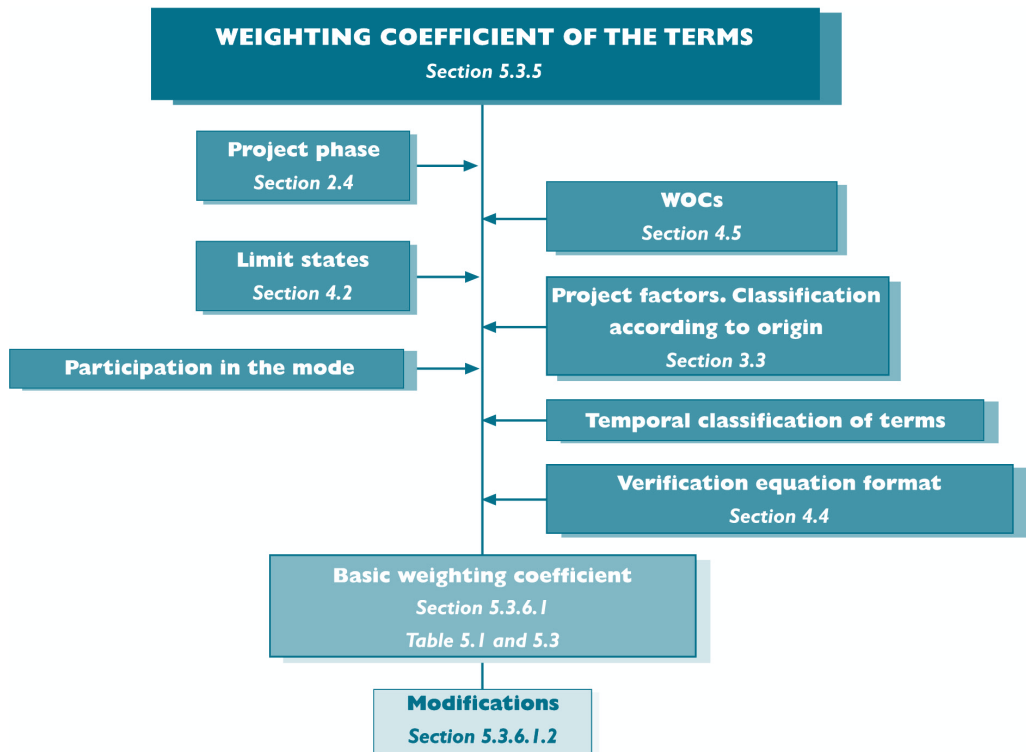 WEIGHTING COEFFICIENT OF THE TERMS
Section 5.3.5
Project phase
Section 2.4
WOCs
Section 4.5
Limit states
Section 4.2
Project factors. Classification
according to origin
Section 3.3
Participation in the mode
Temporal classification of terms
Verification equation format
Section 4.4
Basic weighting coefficient
Section 5.3.6.1
Table 5.1 and 5.3
Modifications
Section 5.3.6.1.2